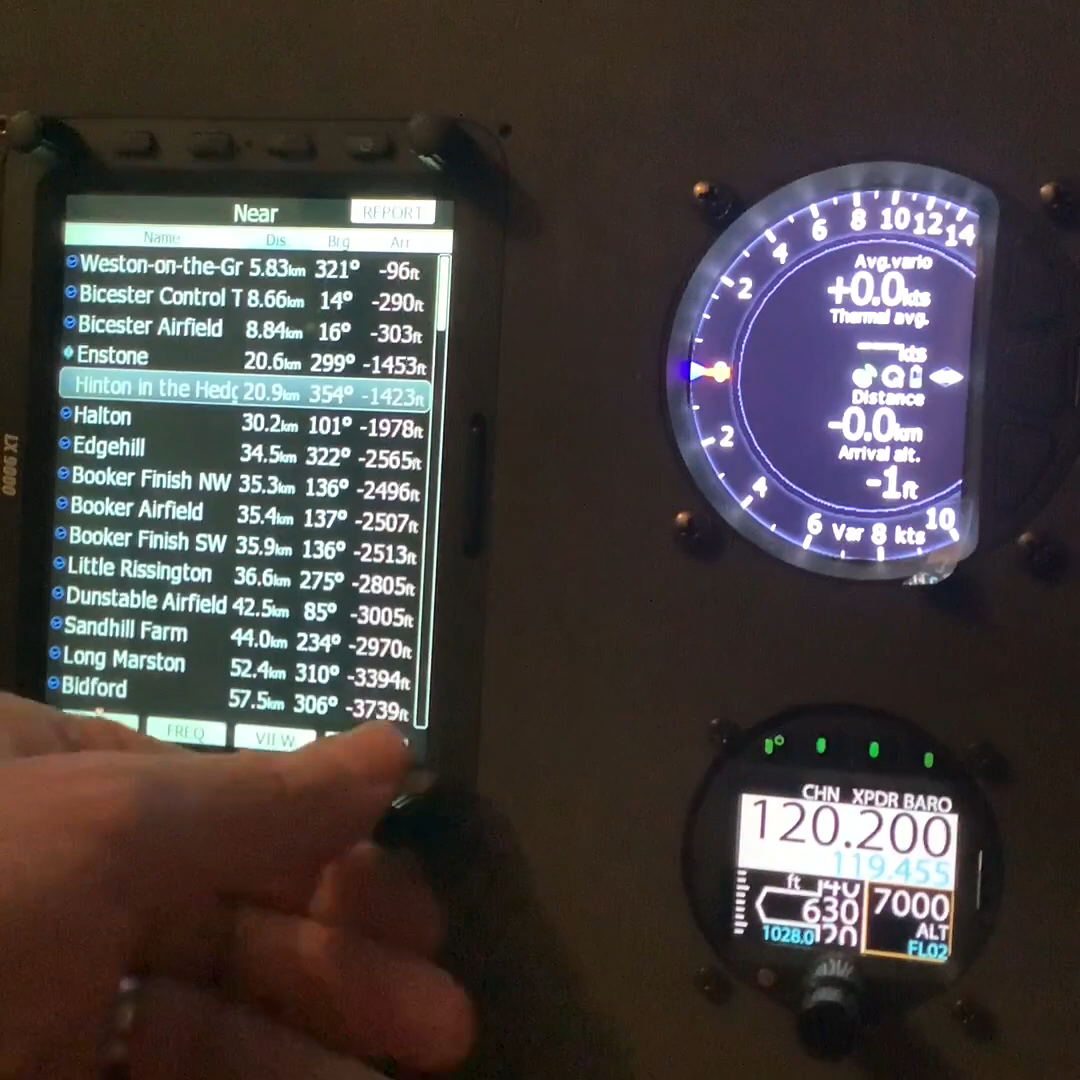 Near REPORT
Name Dis Brg Arr
Weston-on-the-Gr 5.83km 321° -96ft
Bicester Control T 8.66km 14° -290ft
Bicester Airfield 8.84km 16° -303ft
Enstone 20.6km 299° -1453ft
Hinton in the Hedg 20.9km 354° -1423ft
Halton 30.2km 101° -1978ft
Edgehill 34.5km 322° -2565ft
Booker Finish NW 35.3km 136° -2496ft
Booker Airfield 35.4km 137° -2507ft
Booker Finish SW 35.9km 136° -2513ft
Little Rissington 36.6km 275° -2805ft
Dunstable Airfield 42.5km 85° -3005ft
Sandhill Farm 44.0km 234° -2970ft
Long Marston 52.4km 310° -3394ft
Bidford 57.5km 306° -3739ft
FREQ VIEW
LX 9000
2 4 6 8 10 12 14
Avg.vario
+0.0kts
Thermal avg.
---kts
0
Distance
-0.0km
Arrival alt.
-1ft
2 4 6 8 10
Var kts
CHN XPDR BARO
120.200
119.455
ft 140
630
120
1028.0
7000
ALT
FL02